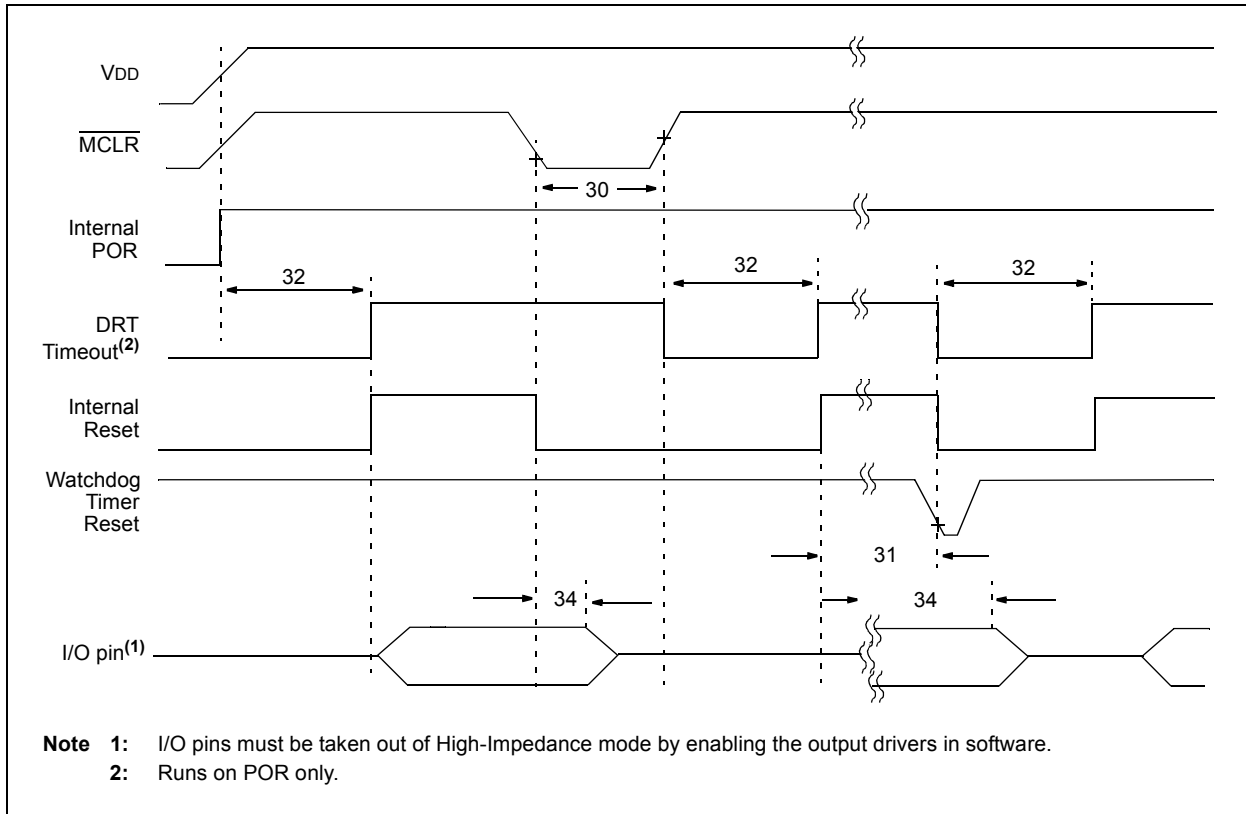 VDD
MCLR
30
Internal
POR
32
32
32
DRT
Timeout(2)
Internal
Reset
Watchdog
Timer
Reset
31
34
34
I/O pin(1)
Note 1: I/O pins must be taken out of High-Impedance mode by enabling the output drivers in software.
2: Runs on POR only.